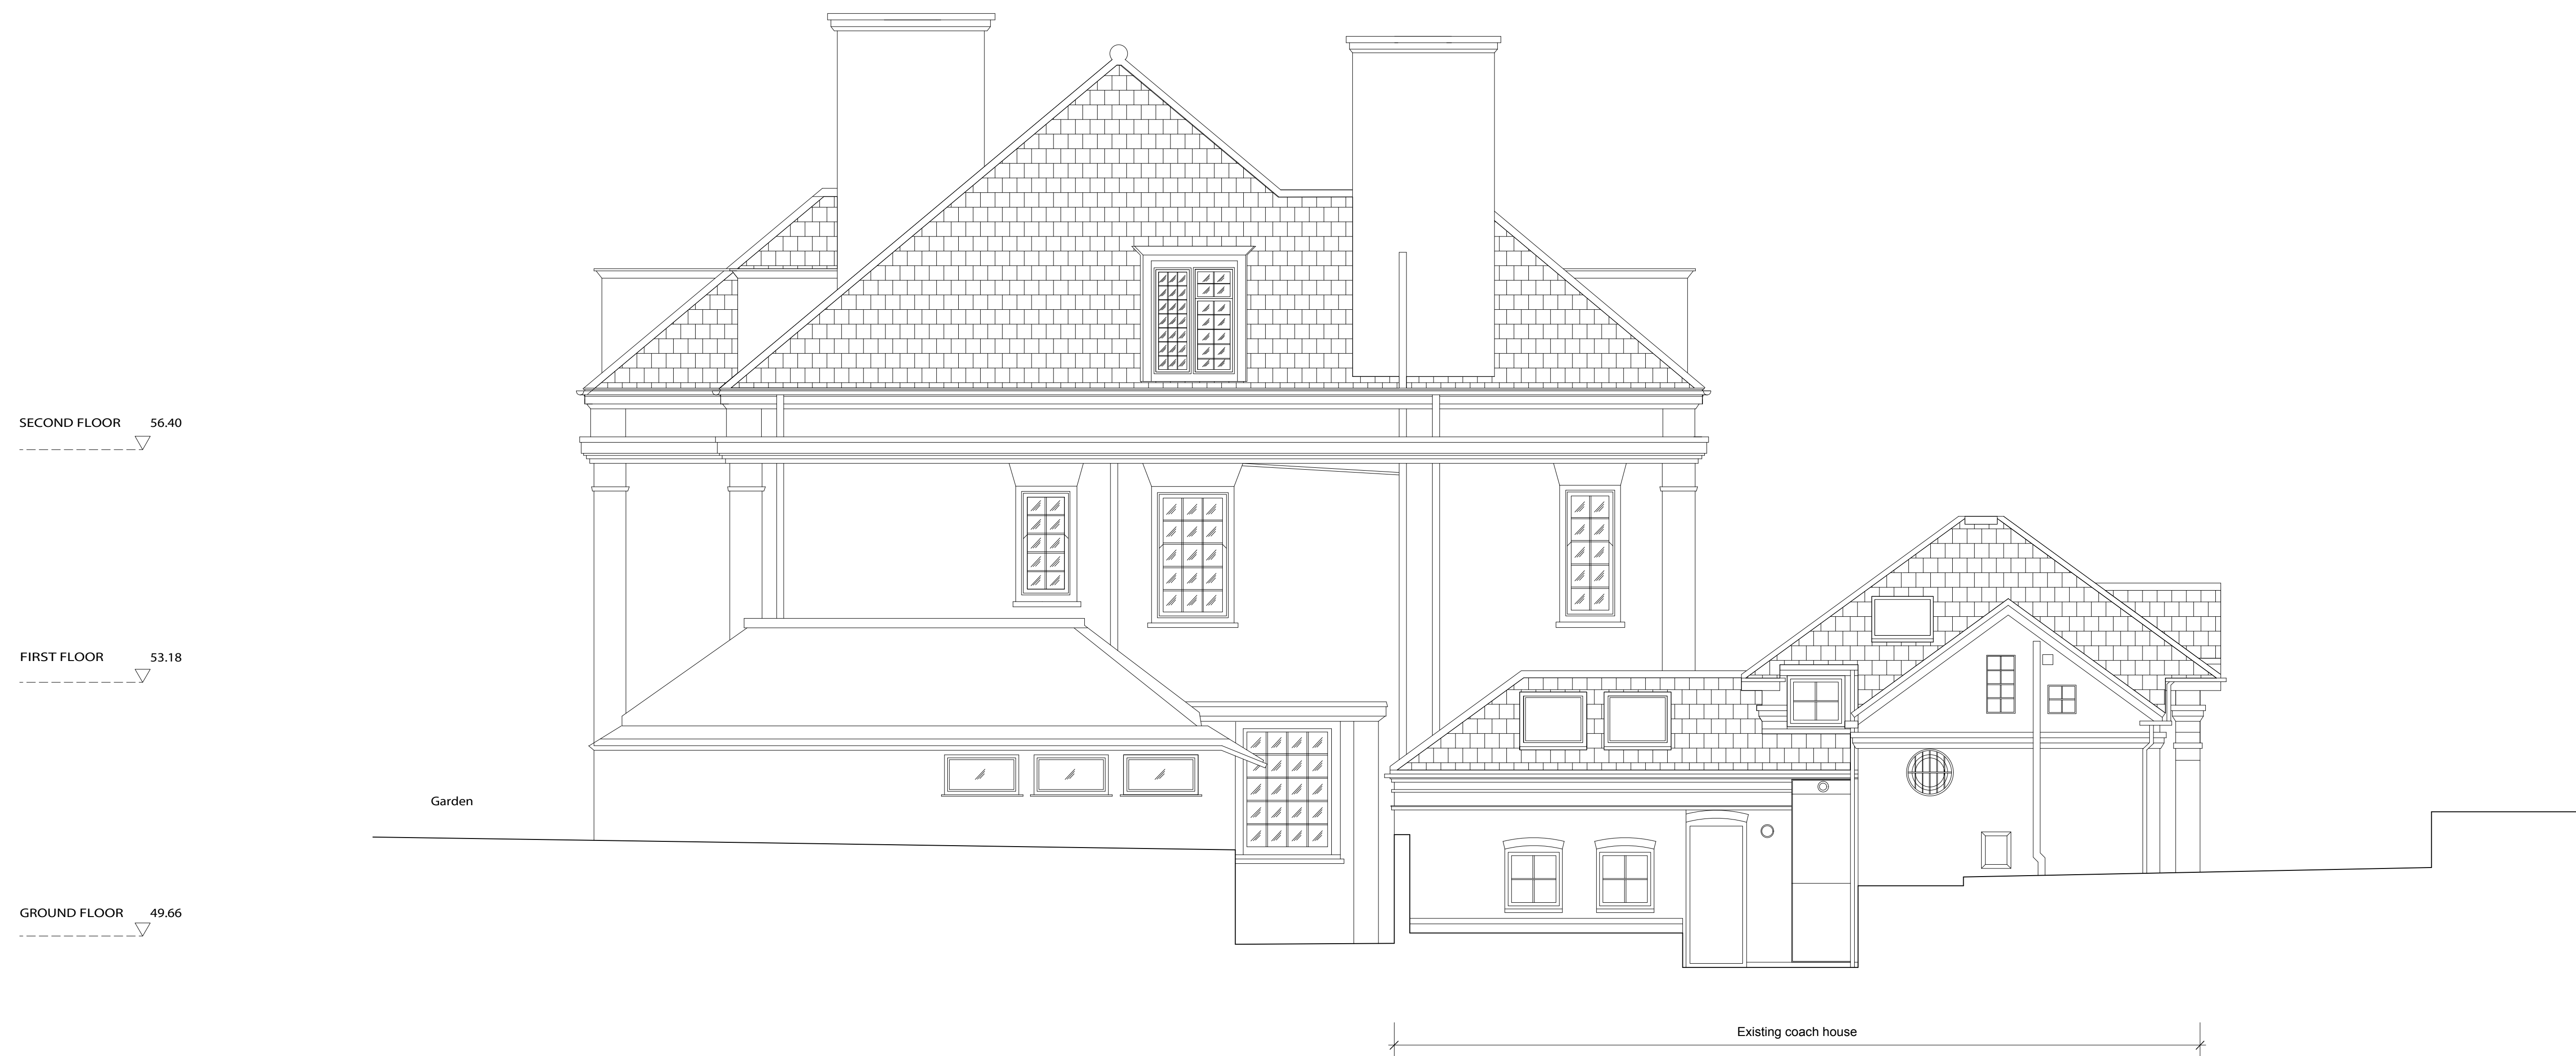 SECOND FLOOR 56.40
FIRST FLOOR 53.18
Garden
GROUND FLOOR 49.66
Existing coach house